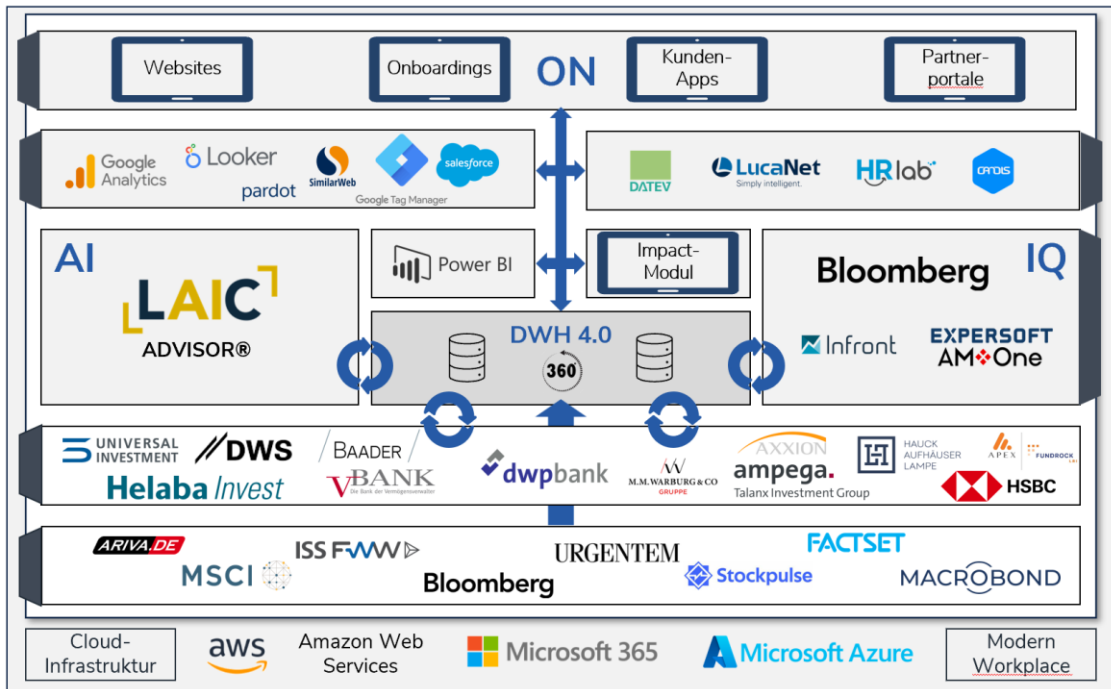 Websites
Onboardings
ON
Kunden-
Apps
Partner-
portale
Google
Analytics
Looker
pardot
SimilarWeb
Google Tag Manager
salesforce
DATEV
LucaNet
Simply intelligent.
HRlab
CANDIS
AI
LAIC
ADVISOR®
Power BI
Impact-
Modul
DWH 4.0
360°
Bloomberg
IQ
Infront
EXPERSOFT
AM One
UNIVERSAL
INVESTMENT
DWS
BAADER
Helaba Invest
VBANK
Die Bank der Vermögensverwalter
dwpbank
M.M.WARBURG & CO
GRUPPE
AXXION
ampega.
Talanx Investment Group
HAUCK
AUFHÄUSER
LAMPE
APEX
FUNDROCK
HSBC
ARIVA.DE
MSCI
ISS FWW
Bloomberg
URGENTEM
Stockpulse
FACTSET
MACROBOND
Cloud-
Infrastruktur
aws
Amazon Web
Services
Microsoft 365
Microsoft Azure
Modern
Workplace